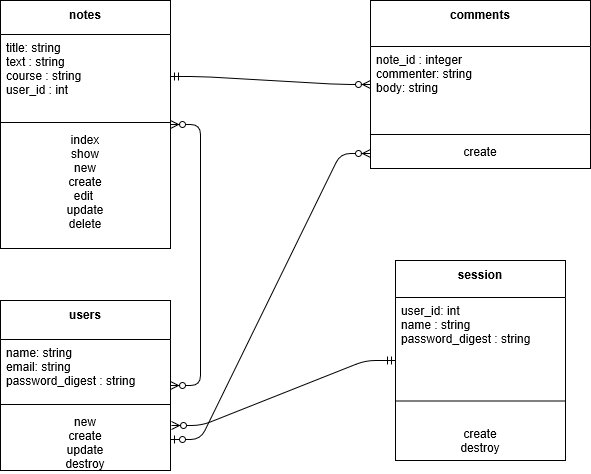 notes
title: string
text : string
course : string
user_id : int
index
show
new
create
edit
update
delete
comments
note_id : integer
commenter: string
body: string
create
users
name: string
email: string
password_digest : string
new
create
update
destroy
session
user_id: int
name : string
password_digest : string
create
destroy